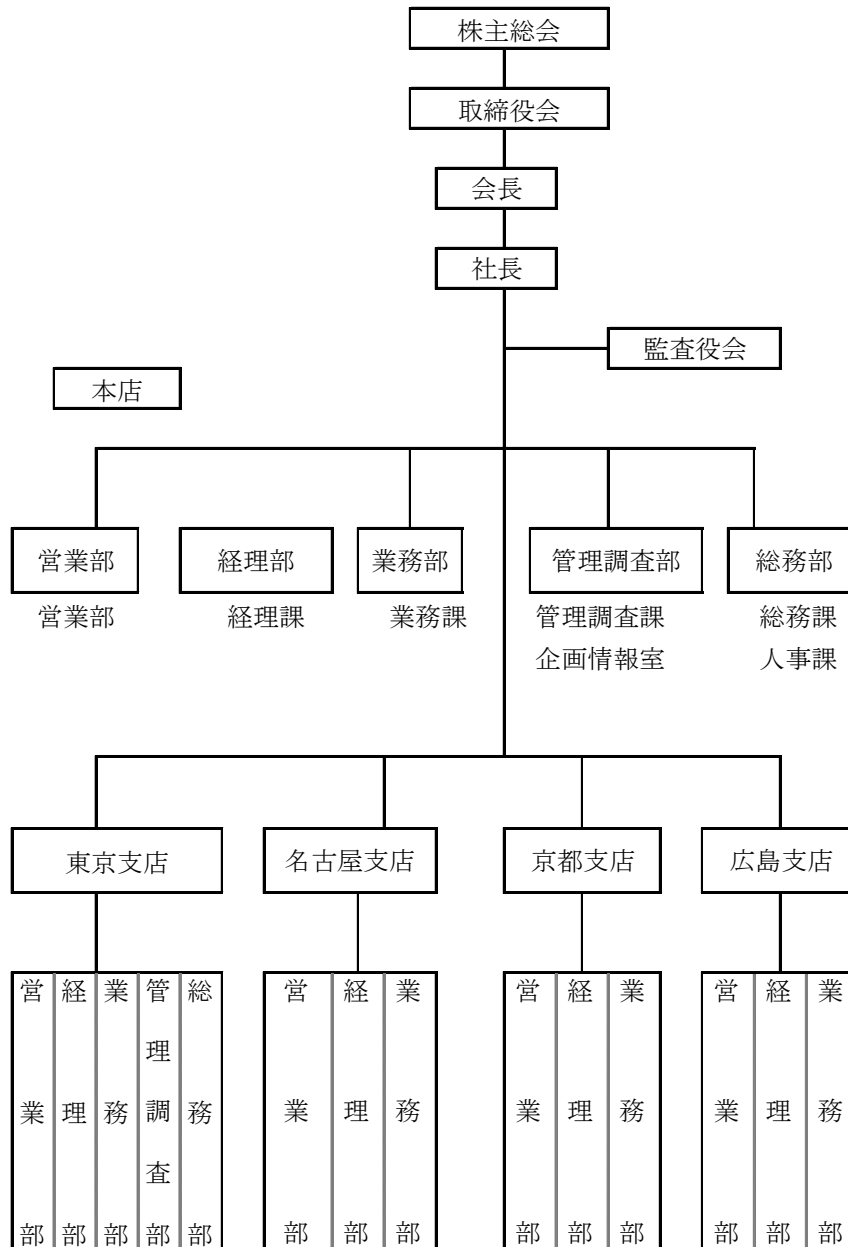 株主総会
取締役会
会長
社長
監査役会
本店
営業部
経理部
業務部
管理調査部
総務部
営業部
経理課
業務課
管理調査課
総務課
企画情報室
人事課
東京支店
名古屋支店
京都支店
広島支店
営業部
経理部
業務部
管理調査部
総務部
営業部
経理部
業務部
営業部
経理部
業務部
営業部
経理部
業務部